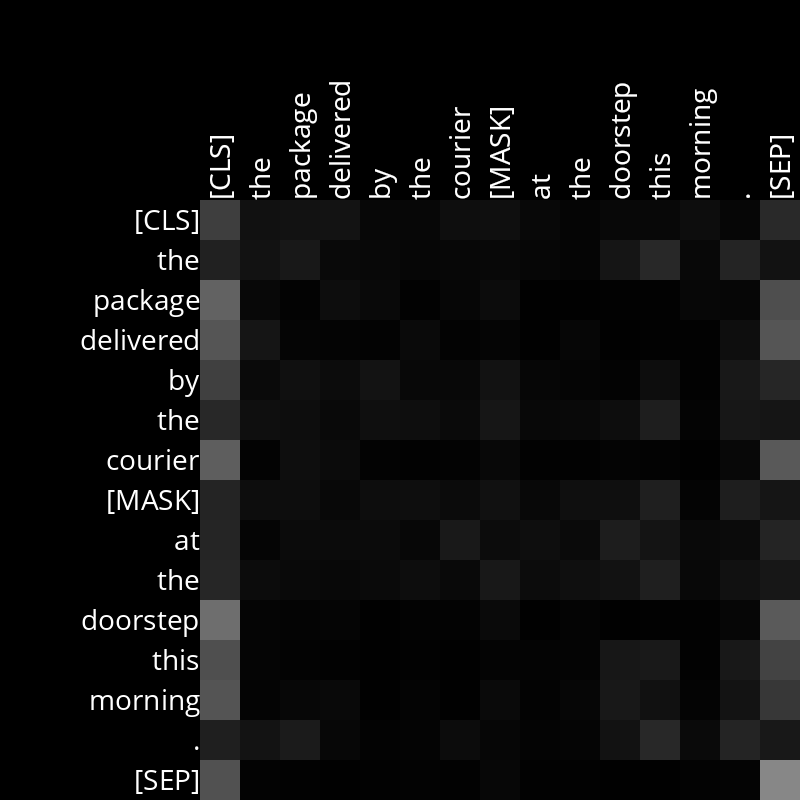 [CLS] the package delivered by the courier [MASK] at the doorstep this morning . [SEP]
[CLS]
the
package
delivered
by
the
courier
[MASK]
at
the
doorstep
this
morning
.
[SEP]